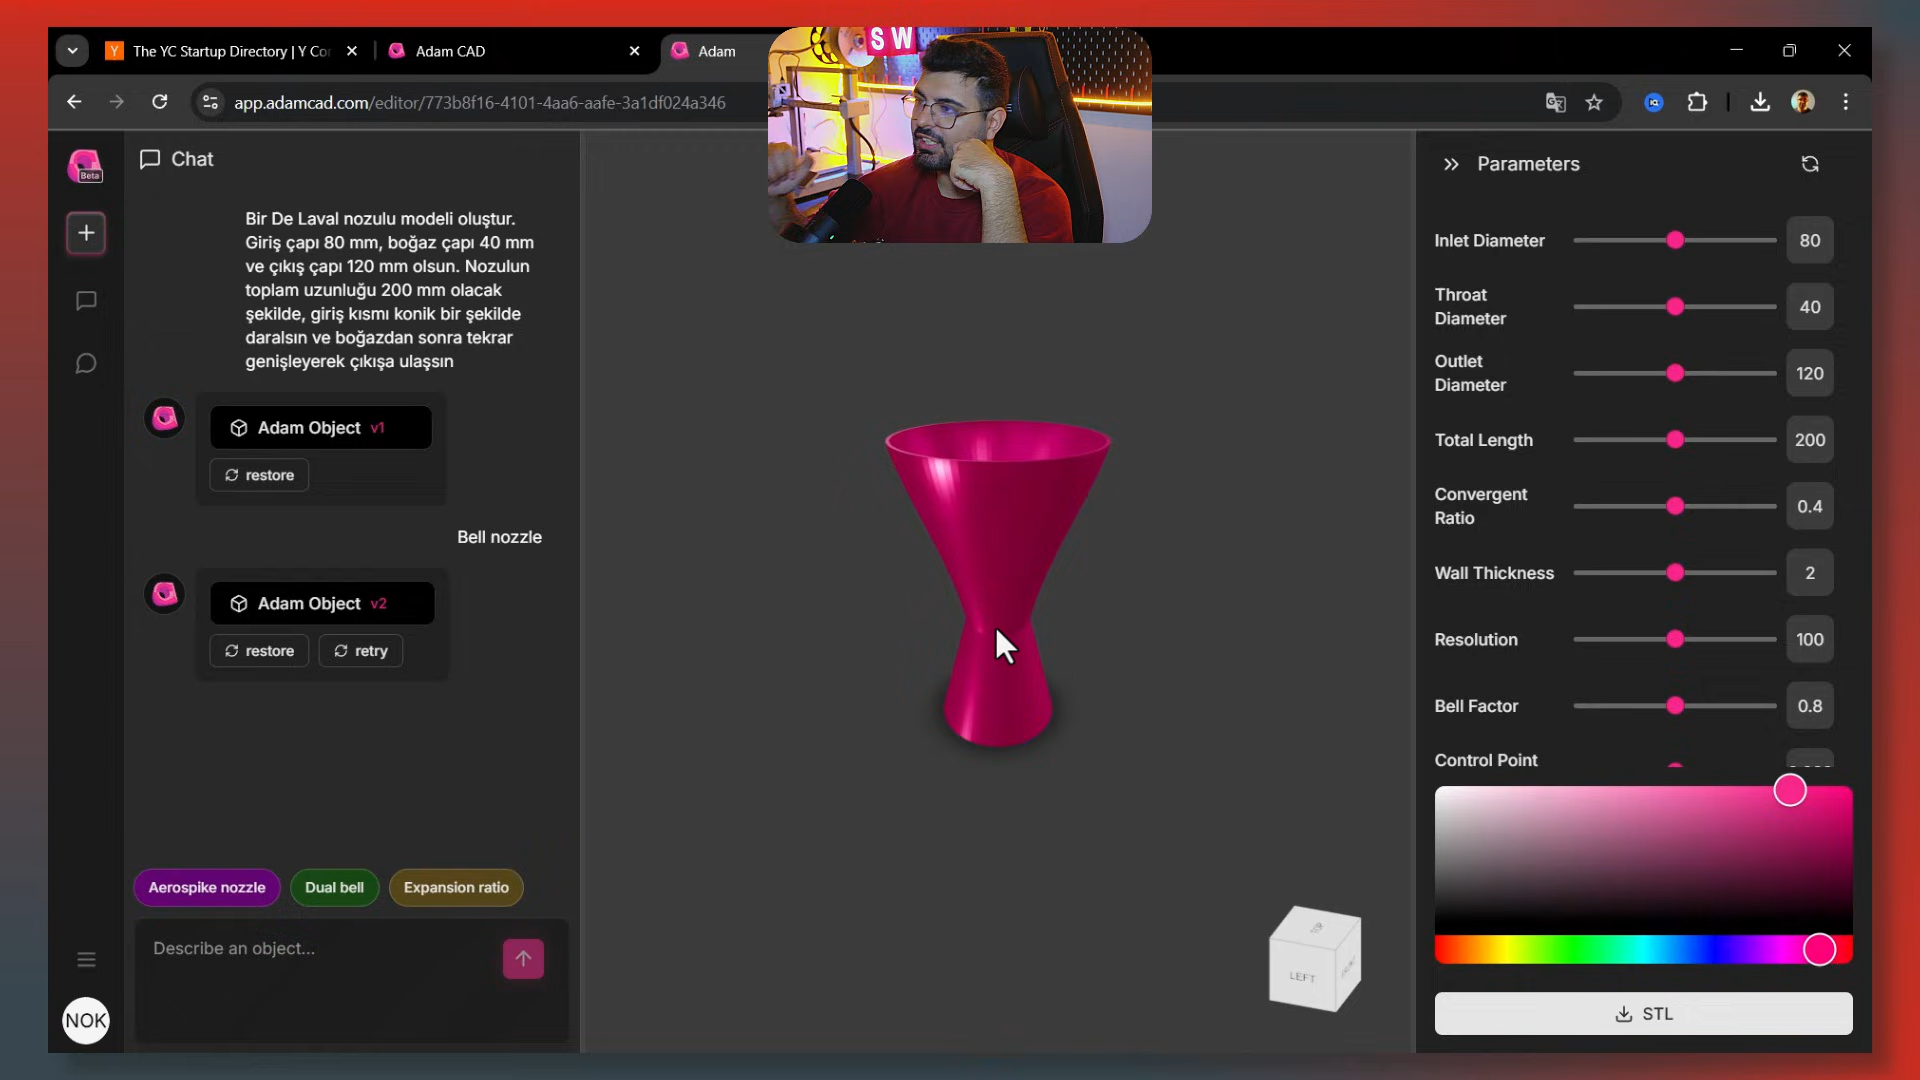 The YC Startup Directory | Y Co
Adam CAD
Adam
S W
app.adamcad.com/editor/773b8f16-4101-4aa6-aafe-3a1df024a346
Beta
Chat
Bir De Laval nozulu modeli oluştur.
Giriş çapı 80 mm, boğaz çapı 40 mm
ve çıkış çapı 120 mm olsun. Nozulun
toplam uzunluğu 200 mm olacak
şekilde, giriş kısmı konik bir şekilde
daralsın ve boğazdan sonra tekrar
genişleyerek çıkışa ulaşsın
Adam Object v1
restore
Bell nozzle
Adam Object v2
restore
retry
Aerospike nozzle
Dual bell
Expansion ratio
Describe an object...
NOK
LEFT
Parameters
Inlet Diameter
80
Throat
Diameter
40
Outlet
Diameter
120
Total Length
200
Convergent
Ratio
0.4
Wall Thickness
2
Resolution
100
Bell Factor
0.8
Control Point
STL